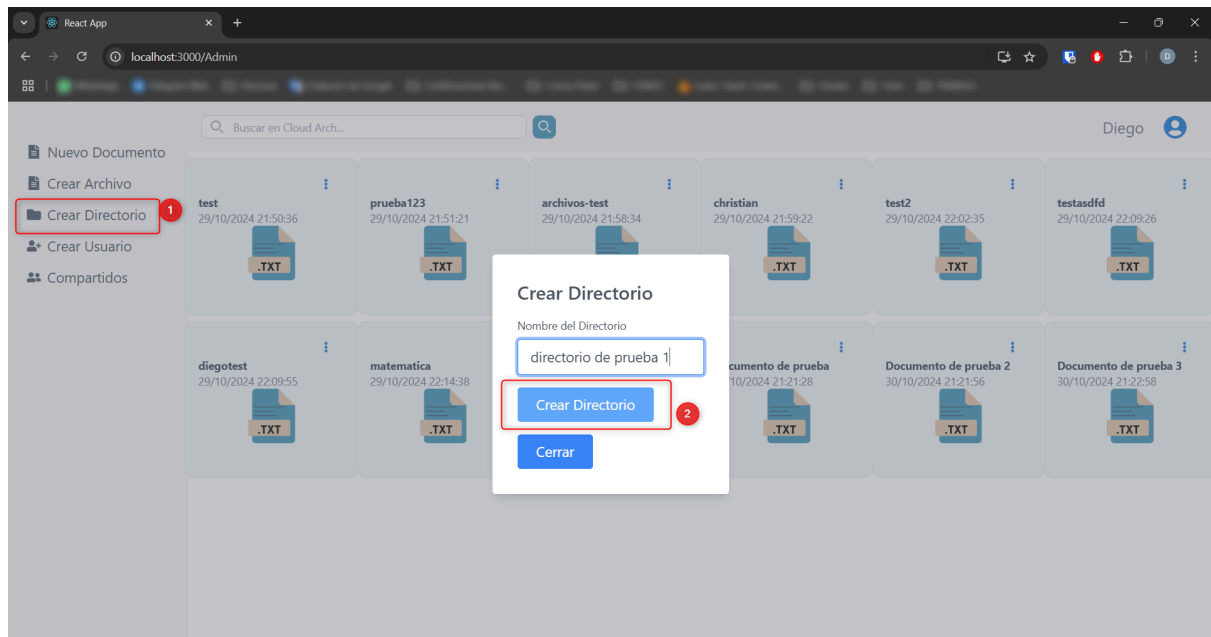 React App
localhost:3000/Admin
D
Buscar en Cloud Arch...
Diego
Nuevo Documento
Crear Archivo
Crear Directorio
1
Crear Usuario
Compartidos
test
29/10/2024 21:50:36
.TXT
prueba123
29/10/2024 21:51:21
.TXT
archivos-test
29/10/2024 21:58:34
christian
29/10/2024 21:59:22
.TXT
test2
29/10/2024 22:02:35
.TXT
testasdfd
29/10/2024 22:09:26
.TXT
diegotest
29/10/2024 22:09:55
.TXT
matematica
29/10/2024 22:14:38
.TXT
cumento de prueba
10/2024 21:21:28
.TXT
Documento de prueba 2
30/10/2024 21:21:56
.TXT
Documento de prueba 3
30/10/2024 21:22:58
.TXT
Crear Directorio
Nombre del Directorio
directorio de prueba 1
Crear Directorio
2
Cerrar